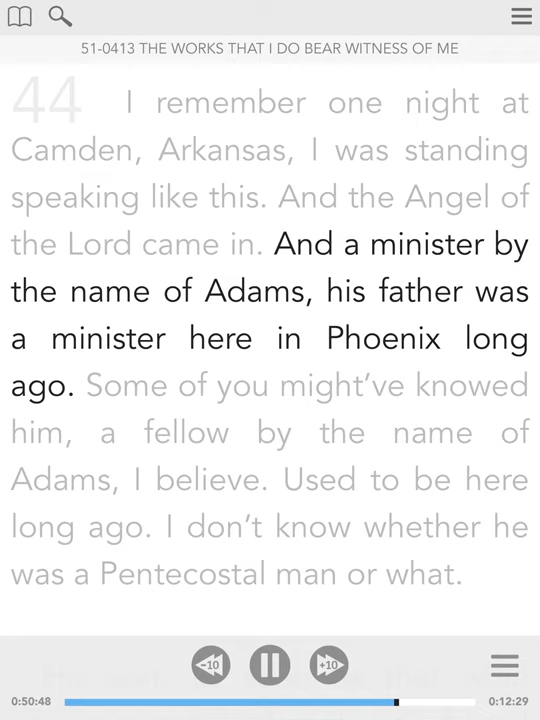 51-0413 THE WORKS THAT I DO BEAR WITNESS OF ME
44 I remember one night at
Camden, Arkansas, I was standing
speaking like this. And the Angel of
the Lord came in. And a minister by
the name of Adams, his father was
a minister here in Phoenix long
ago. Some of you might’ve knowed
him, a fellow by the name of
Adams, I believe. Used to be here
long ago. I don’t know whether he
was a Pentecostal man or what.
-10 +10
0:50:48 0:12:29